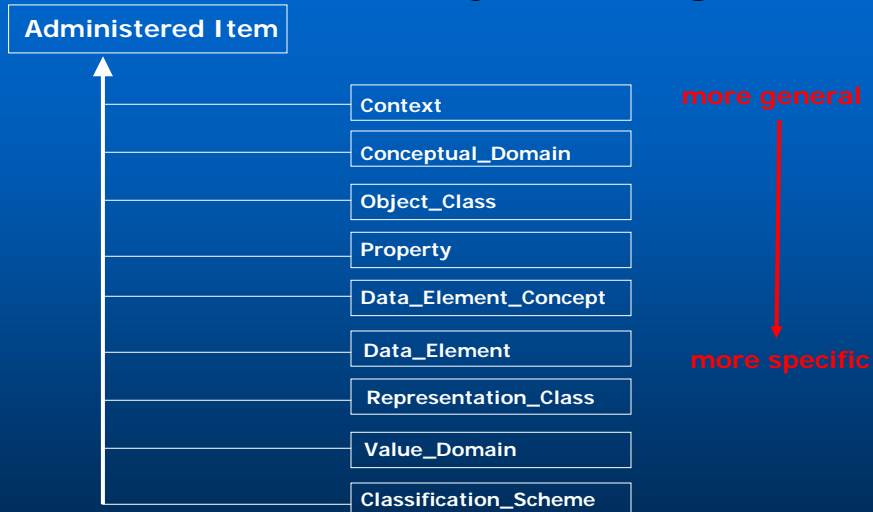 Administered Item
Context
more general
Conceptual_Domain
Object_Class
Property
Data_Element_Concept
Data_Element
more specific
Representation_Class
Value_Domain
Classification_Scheme